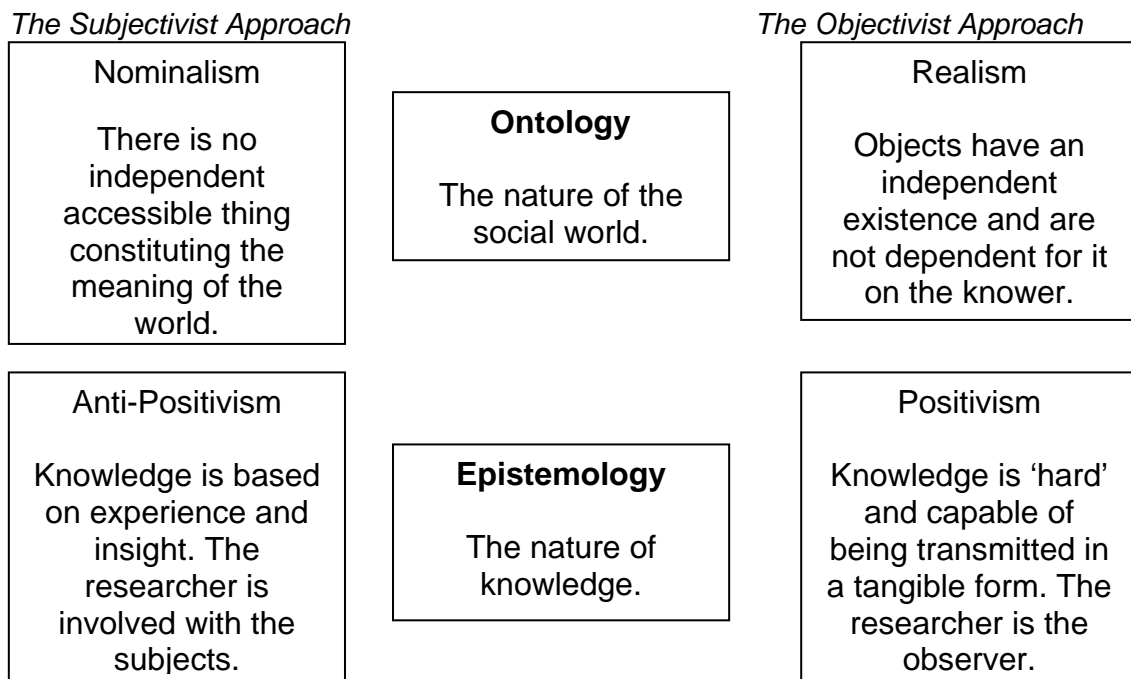 The Subjectivist Approach
The Objectivist Approach
Nominalism
There is no
independent
accessible thing
constituting the
meaning of the
world.
Ontology
The nature of the
social world.
Realism
Objects have an
independent
existence and are
not dependent for it
on the knower.
Anti-Positivism
Knowledge is based
on experience and
insight. The
researcher is
involved with the
subjects.
Epistemology
The nature of
knowledge.
Positivism
Knowledge is ‘hard’
and capable of
being transmitted in
a tangible form. The
researcher is the
observer.